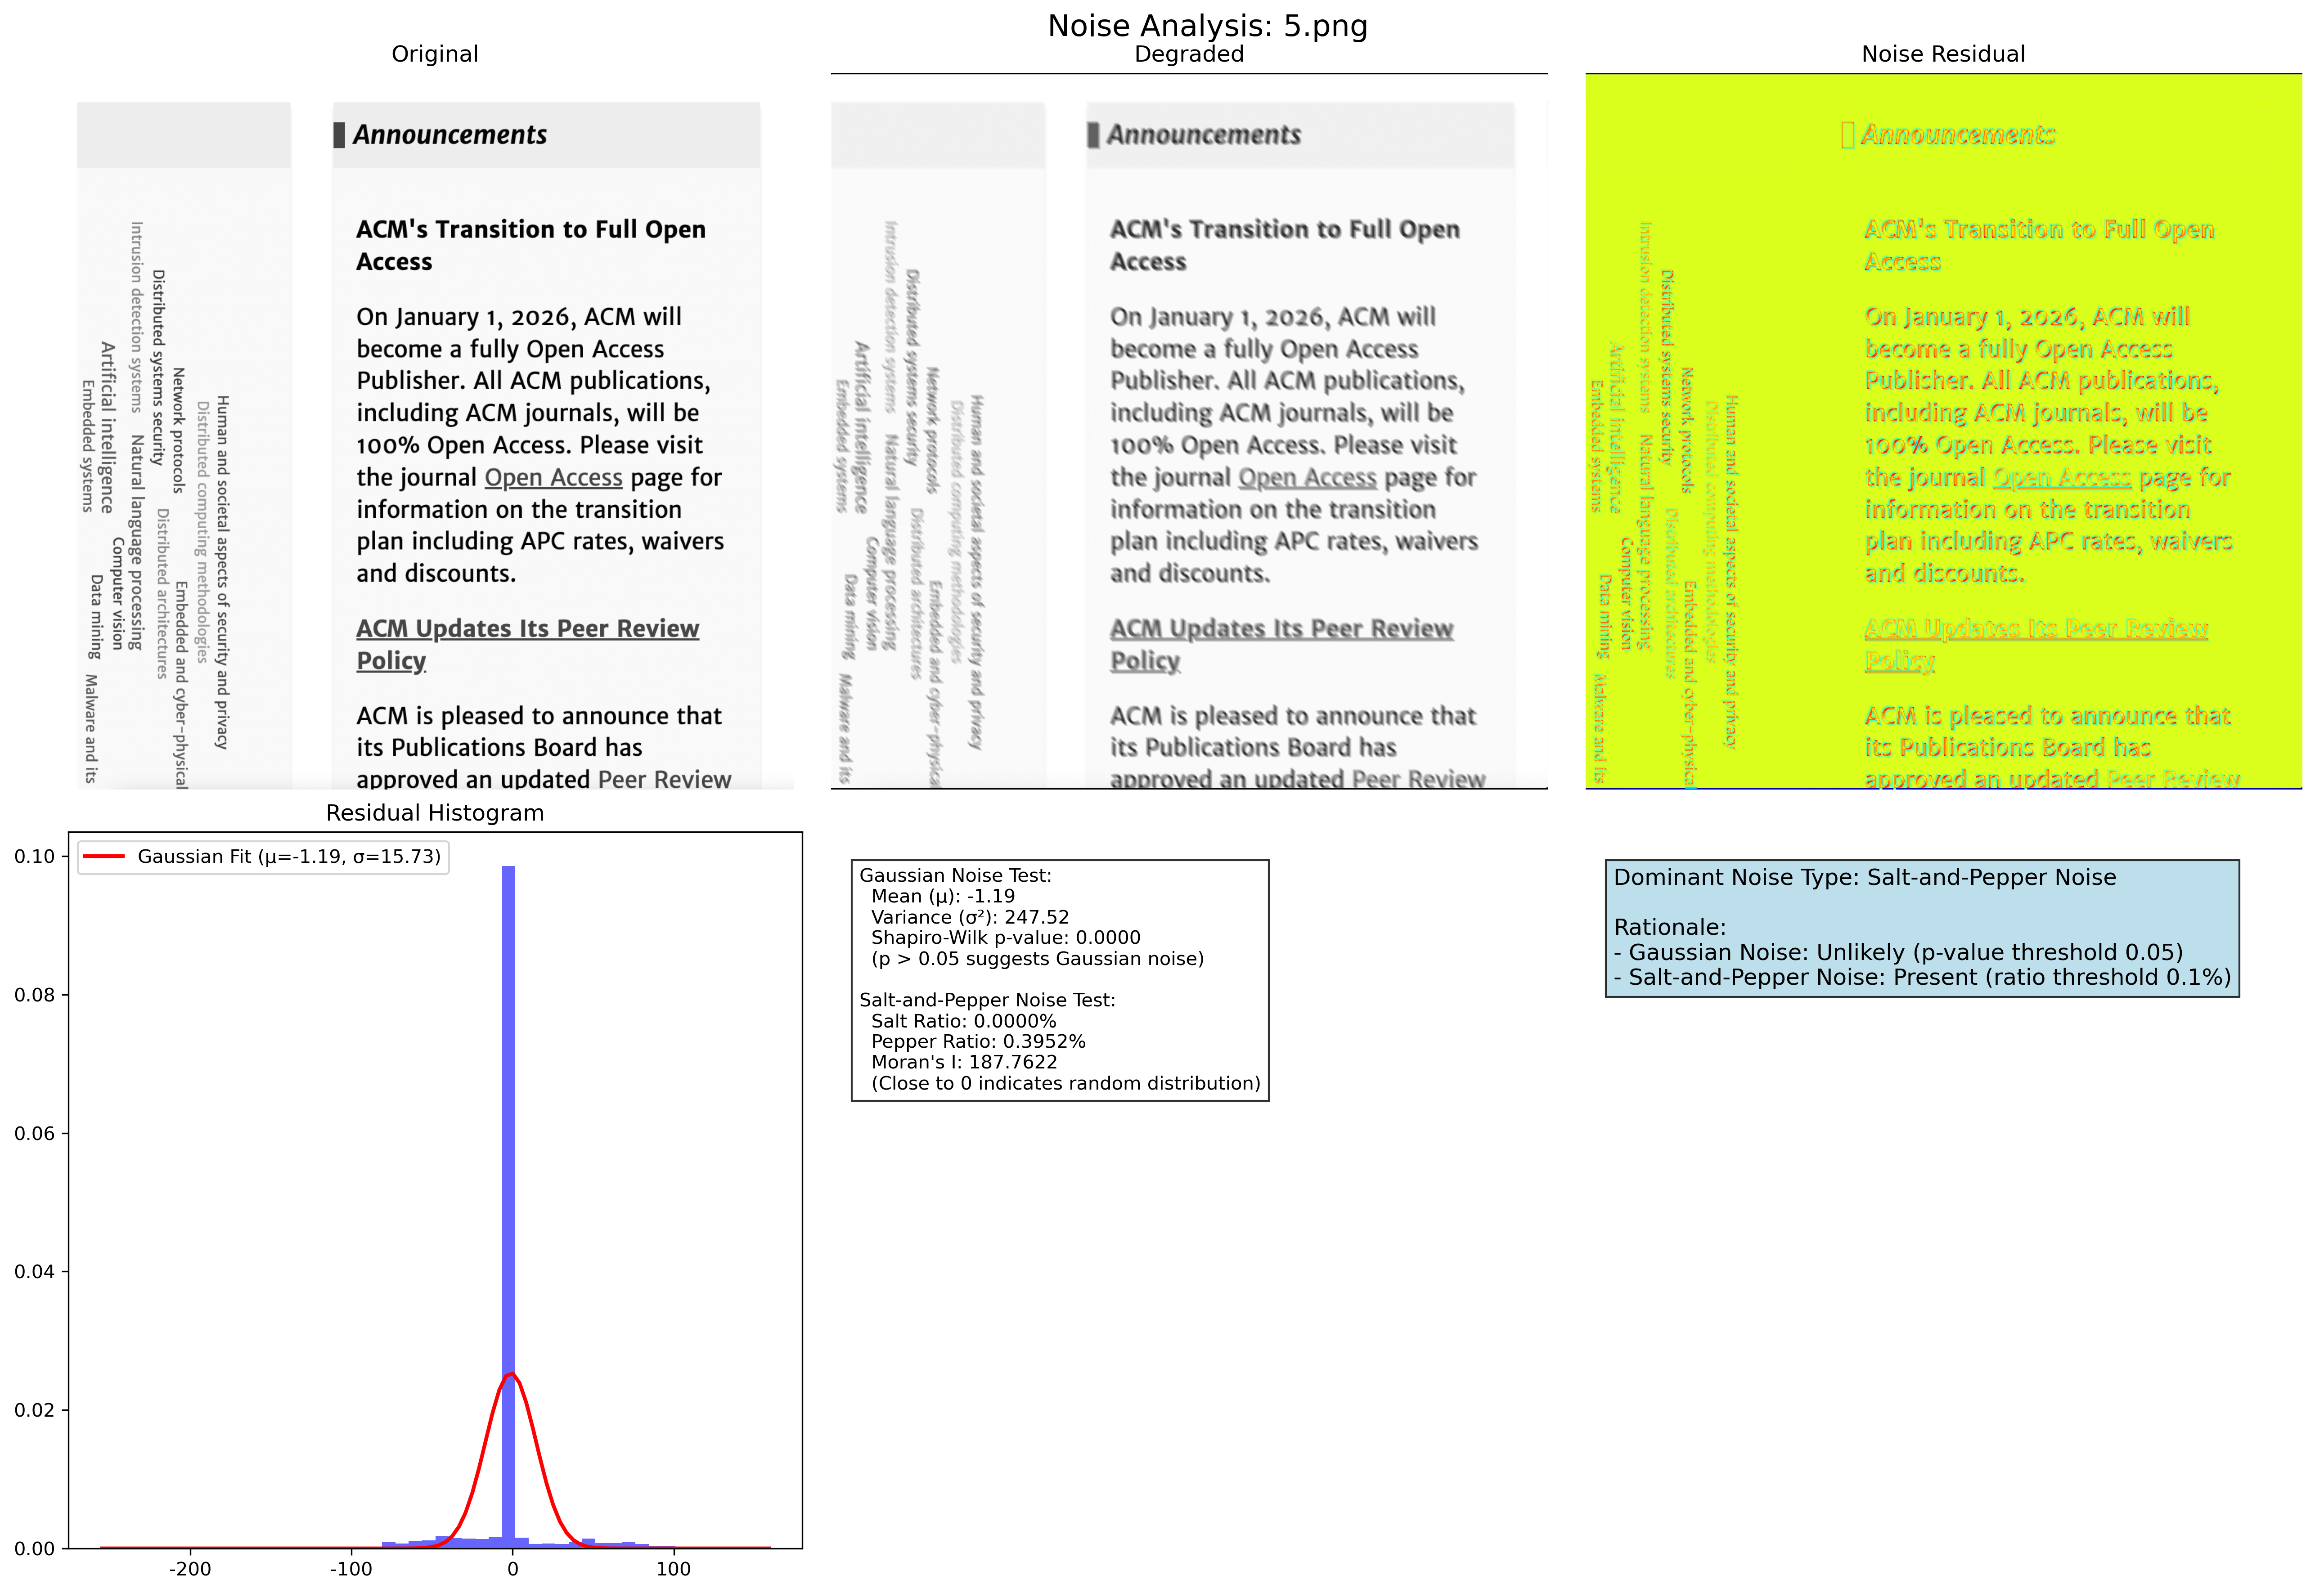 Noise Analysis: 5.png
Original
Announcements
ACM's Transition to Full Open
Access
On January 1, 2026, ACM will
become a fully Open Access
Publisher. All ACM publications,
including ACM journals, will be
100% Open Access. Please visit
the journal Open Access page for
information on the transition
plan including APC rates, waivers
and discounts.
ACM Updates Its Peer Review
Policy
ACM is pleased to announce that
its Publications Board has
approved an updated Peer Review
Intrusion detection systems
Distributed systems security
Artificial intelligence
Network protocols
Embedded systems
Human and societal aspects of security and privacy
Distributed computing methodologies
Natural language processing
Distributed architectures
Computer vision
Data mining
Embedded and cyber-physical
Malware and its
Degraded
Announcements
ACM's Transition to Full Open
Access
On January 1, 2026, ACM will
become a fully Open Access
Publisher. All ACM publications,
including ACM journals, will be
100% Open Access. Please visit
the journal Open Access page for
information on the transition
plan including APC rates, waivers
and discounts.
ACM Updates Its Peer Review
Policy
ACM is pleased to announce that
its Publications Board has
approved an updated Peer Review
Intrusion detection systems
Distributed systems security
Artificial intelligence
Network protocols
Embedded systems
Human and societal aspects of security and privacy
Distributed computing methodologies
Natural language processing
Distributed architectures
Computer vision
Data mining
Embedded and cyber-physical
Malware and its
Noise Residual
Announcements
ACM's Transition to Full Open
Access
On January 1, 2026, ACM will
become a fully Open Access
Publisher. All ACM publications,
including ACM journals, will be
100% Open Access. Please visit
the journal Open Access page for
information on the transition
plan including APC rates, waivers
and discounts.
ACM Updates Its Peer Review
Policy
ACM is pleased to announce that
its Publications Board has
approved an updated Peer Review
Intrusion detection systems
Distributed systems security
Artificial intelligence
Network protocols
Embedded systems
Human and societal aspects of security and privacy
Distributed computing methodologies
Natural language processing
Distributed architectures
Computer vision
Data mining
Embedded and cyber-physical
Malware and its
Residual Histogram
Gaussian Fit (μ=-1.19, σ=15.73)
0.10
0.08
0.06
0.04
0.02
0.00
-200 -100 0 100
Gaussian Noise Test:
Mean (μ): -1.19
Variance (σ²): 247.52
Shapiro-Wilk p-value: 0.0000
(p > 0.05 suggests Gaussian noise)
Salt-and-Pepper Noise Test:
Salt Ratio: 0.0000%
Pepper Ratio: 0.3952%
Moran's I: 187.7622
(Close to 0 indicates random distribution)
Dominant Noise Type: Salt-and-Pepper Noise
Rationale:
- Gaussian Noise: Unlikely (p-value threshold 0.05)
- Salt-and-Pepper Noise: Present (ratio threshold 0.1%)